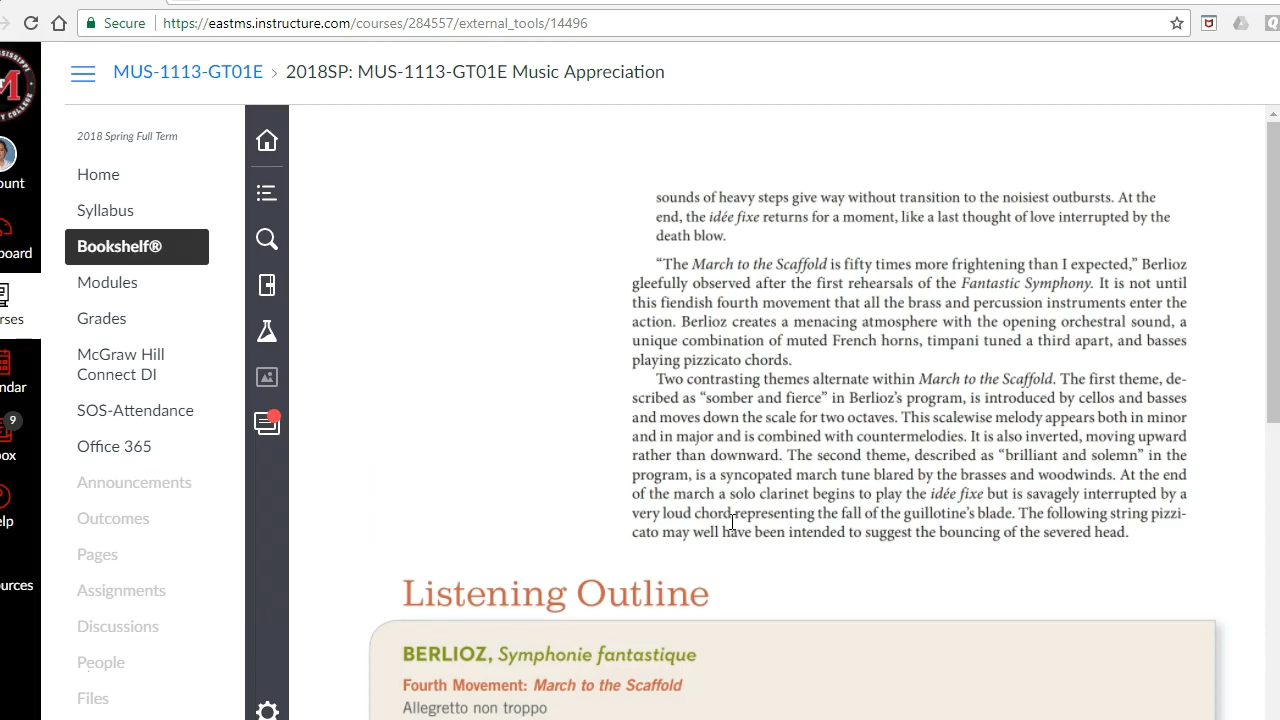 Secure https://eastms.instructure.com/courses/284557/external_tools/14496
MUS-1113-GT01E > 2018SP: MUS-1113-GT01E Music Appreciation
2018 Spring Full Term
Home
Syllabus
Bookshelf®
Modules
Grades
McGraw Hill
Connect DI
SOS-Attendance
Office 365
Announcements
Outcomes
Pages
Assignments
Discussions
People
Files
ount
oard
rses
ndar
9
ox
elp
urces
sounds of heavy steps give way without transition to the noisiest outbursts. At the
end, the idée fixe returns for a moment, like a last thought of love interrupted by the
death blow.
“The March to the Scaffold is fifty times more frightening than I expected,” Berlioz
gleefully observed after the first rehearsals of the Fantastic Symphony. It is not until
this fiendish fourth movement that all the brass and percussion instruments enter the
action. Berlioz creates a menacing atmosphere with the opening orchestral sound, a
unique combination of muted French horns, timpani tuned a third apart, and basses
playing pizzicato chords.
Two contrasting themes alternate within March to the Scaffold. The first theme, de-
scribed as “somber and fierce” in Berlioz’s program, is introduced by cellos and basses
and moves down the scale for two octaves. This scalewise melody appears both in minor
and in major and is combined with countermelodies. It is also inverted, moving upward
rather than downward. The second theme, described as “brilliant and solemn” in the
program, is a syncopated march tune blared by the brasses and woodwinds. At the end
of the march a solo clarinet begins to play the idée fixe but is savagely interrupted by a
very loud chord representing the fall of the guillotine’s blade. The following string pizzi-
cato may well have been intended to suggest the bouncing of the severed head.
Listening Outline
BERLIOZ, Symphonie fantastique
Fourth Movement: March to the Scaffold
Allegretto non troppo